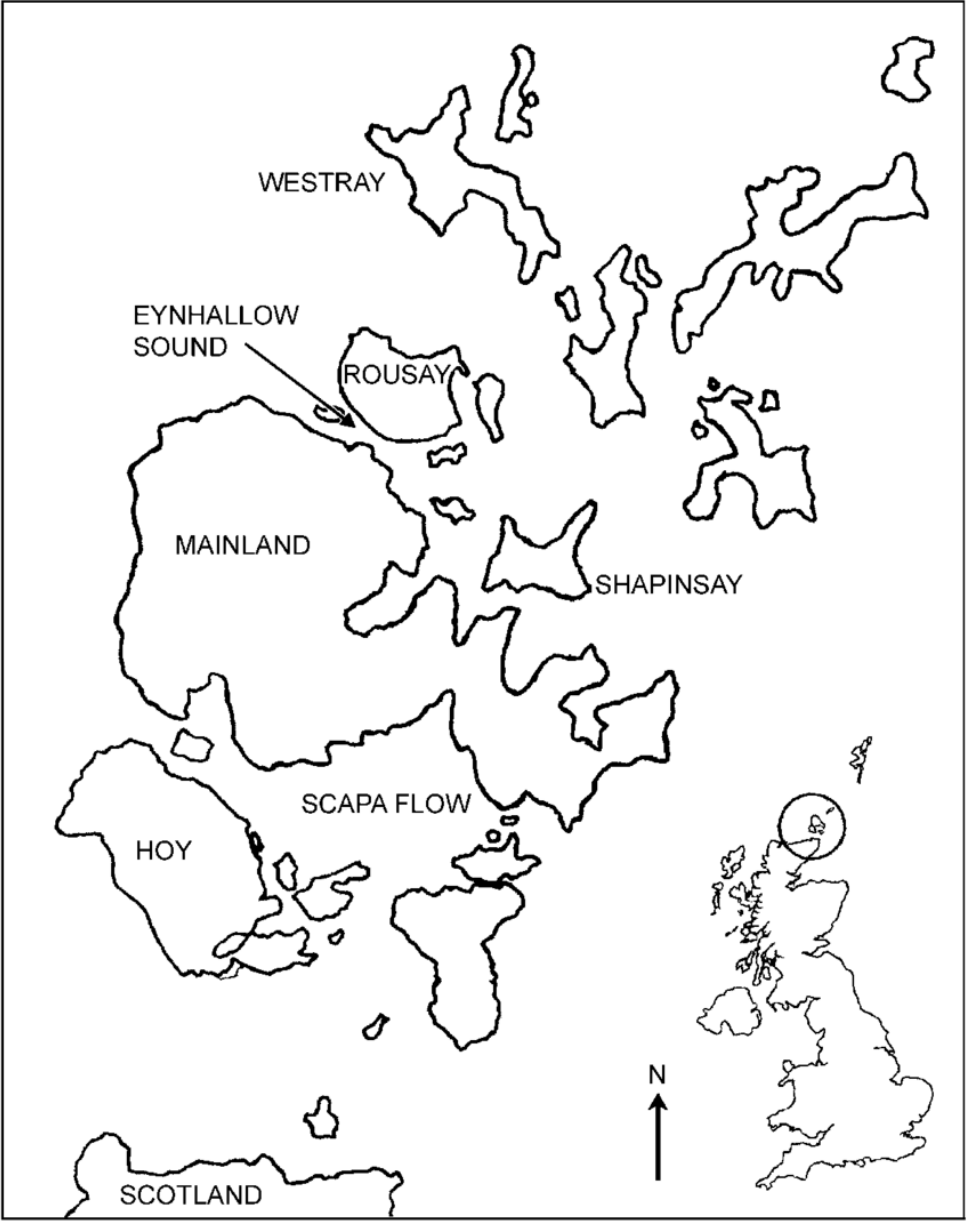 WESTRAY
EYNHALLOW
SOUND
ROUSAY
MAINLAND
SHAPINSAY
SCAPA FLOW
HOY
N
SCOTLAND